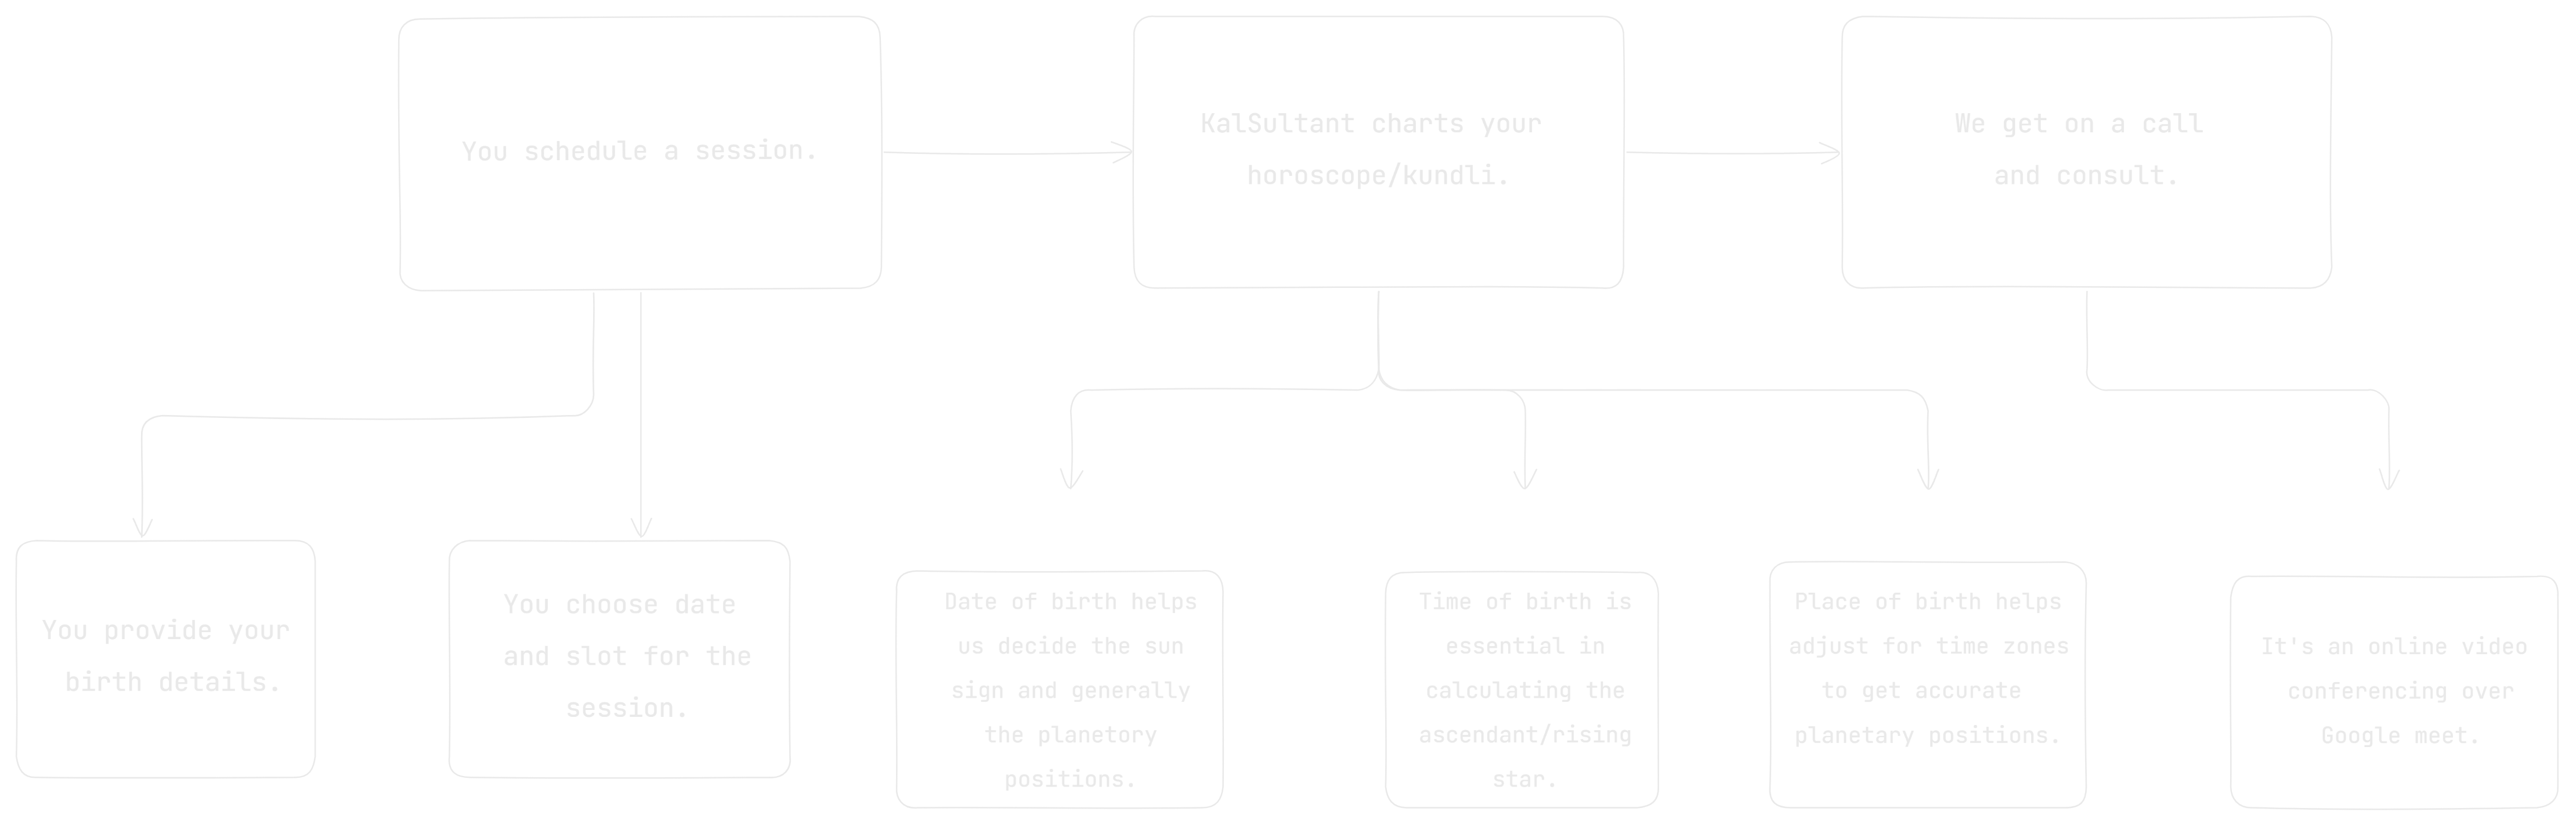 You schedule a session.
KalSultant charts your
horoscope/kundli.
We get on a call
and consult.
You provide your
birth details.
You choose date
and slot for the
session.
Date of birth helps
us decide the sun
sign and generally
the planetory
positions.
Time of birth is
essential in
calculating the
ascendant/rising
star.
Place of birth helps
adjust for time zones
to get accurate
planetary positions.
It's an online video
conferencing over
Google meet.